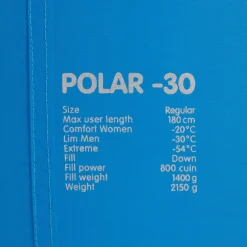 POLAR -30
Size Regular
Max user length 180 cm
Comfort Women -20°C
Lim Men -30°C
Extreme -54°C
Fill Down
Fill power 800 cuin
Fill weight 1400 g
Weight 2150 g